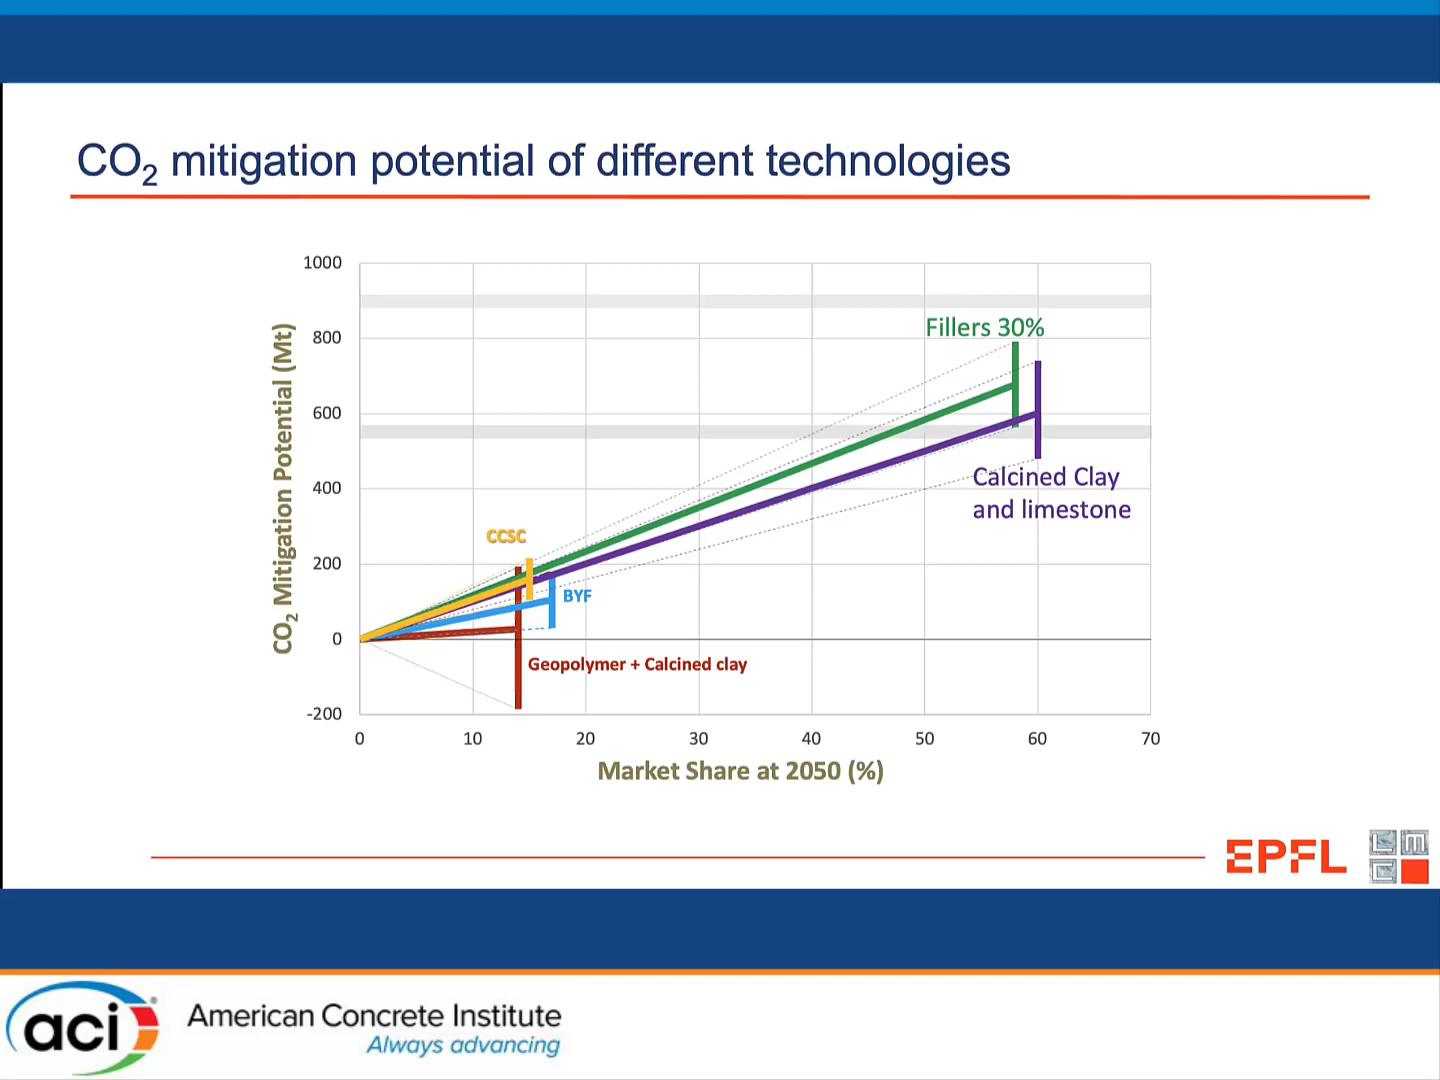 CO2 mitigation potential of different technologies
1000
800
600
400
200
0
-200
CO2 Mitigation Potential (Mt)
Fillers 30%
Calcined Clay
and limestone
CCSC
BYF
Geopolymer + Calcined clay
0 10 20 30 40 50 60 70
Market Share at 2050 (%)
EPFL
L M
C
aci
American Concrete Institute
Always advancing